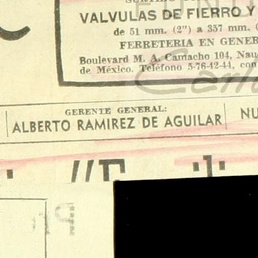 VALVULAS DE FIERRO Y
de 51 mm. (2") a 357 mm. (
FERRETERIA EN GENER
Boulevard M. A. Camacho 104, Nau
de México. Teléfono 5-76-42-44, con
GERENTE GENERAL:
ALBERTO RAMIREZ DE AGUILAR
NU